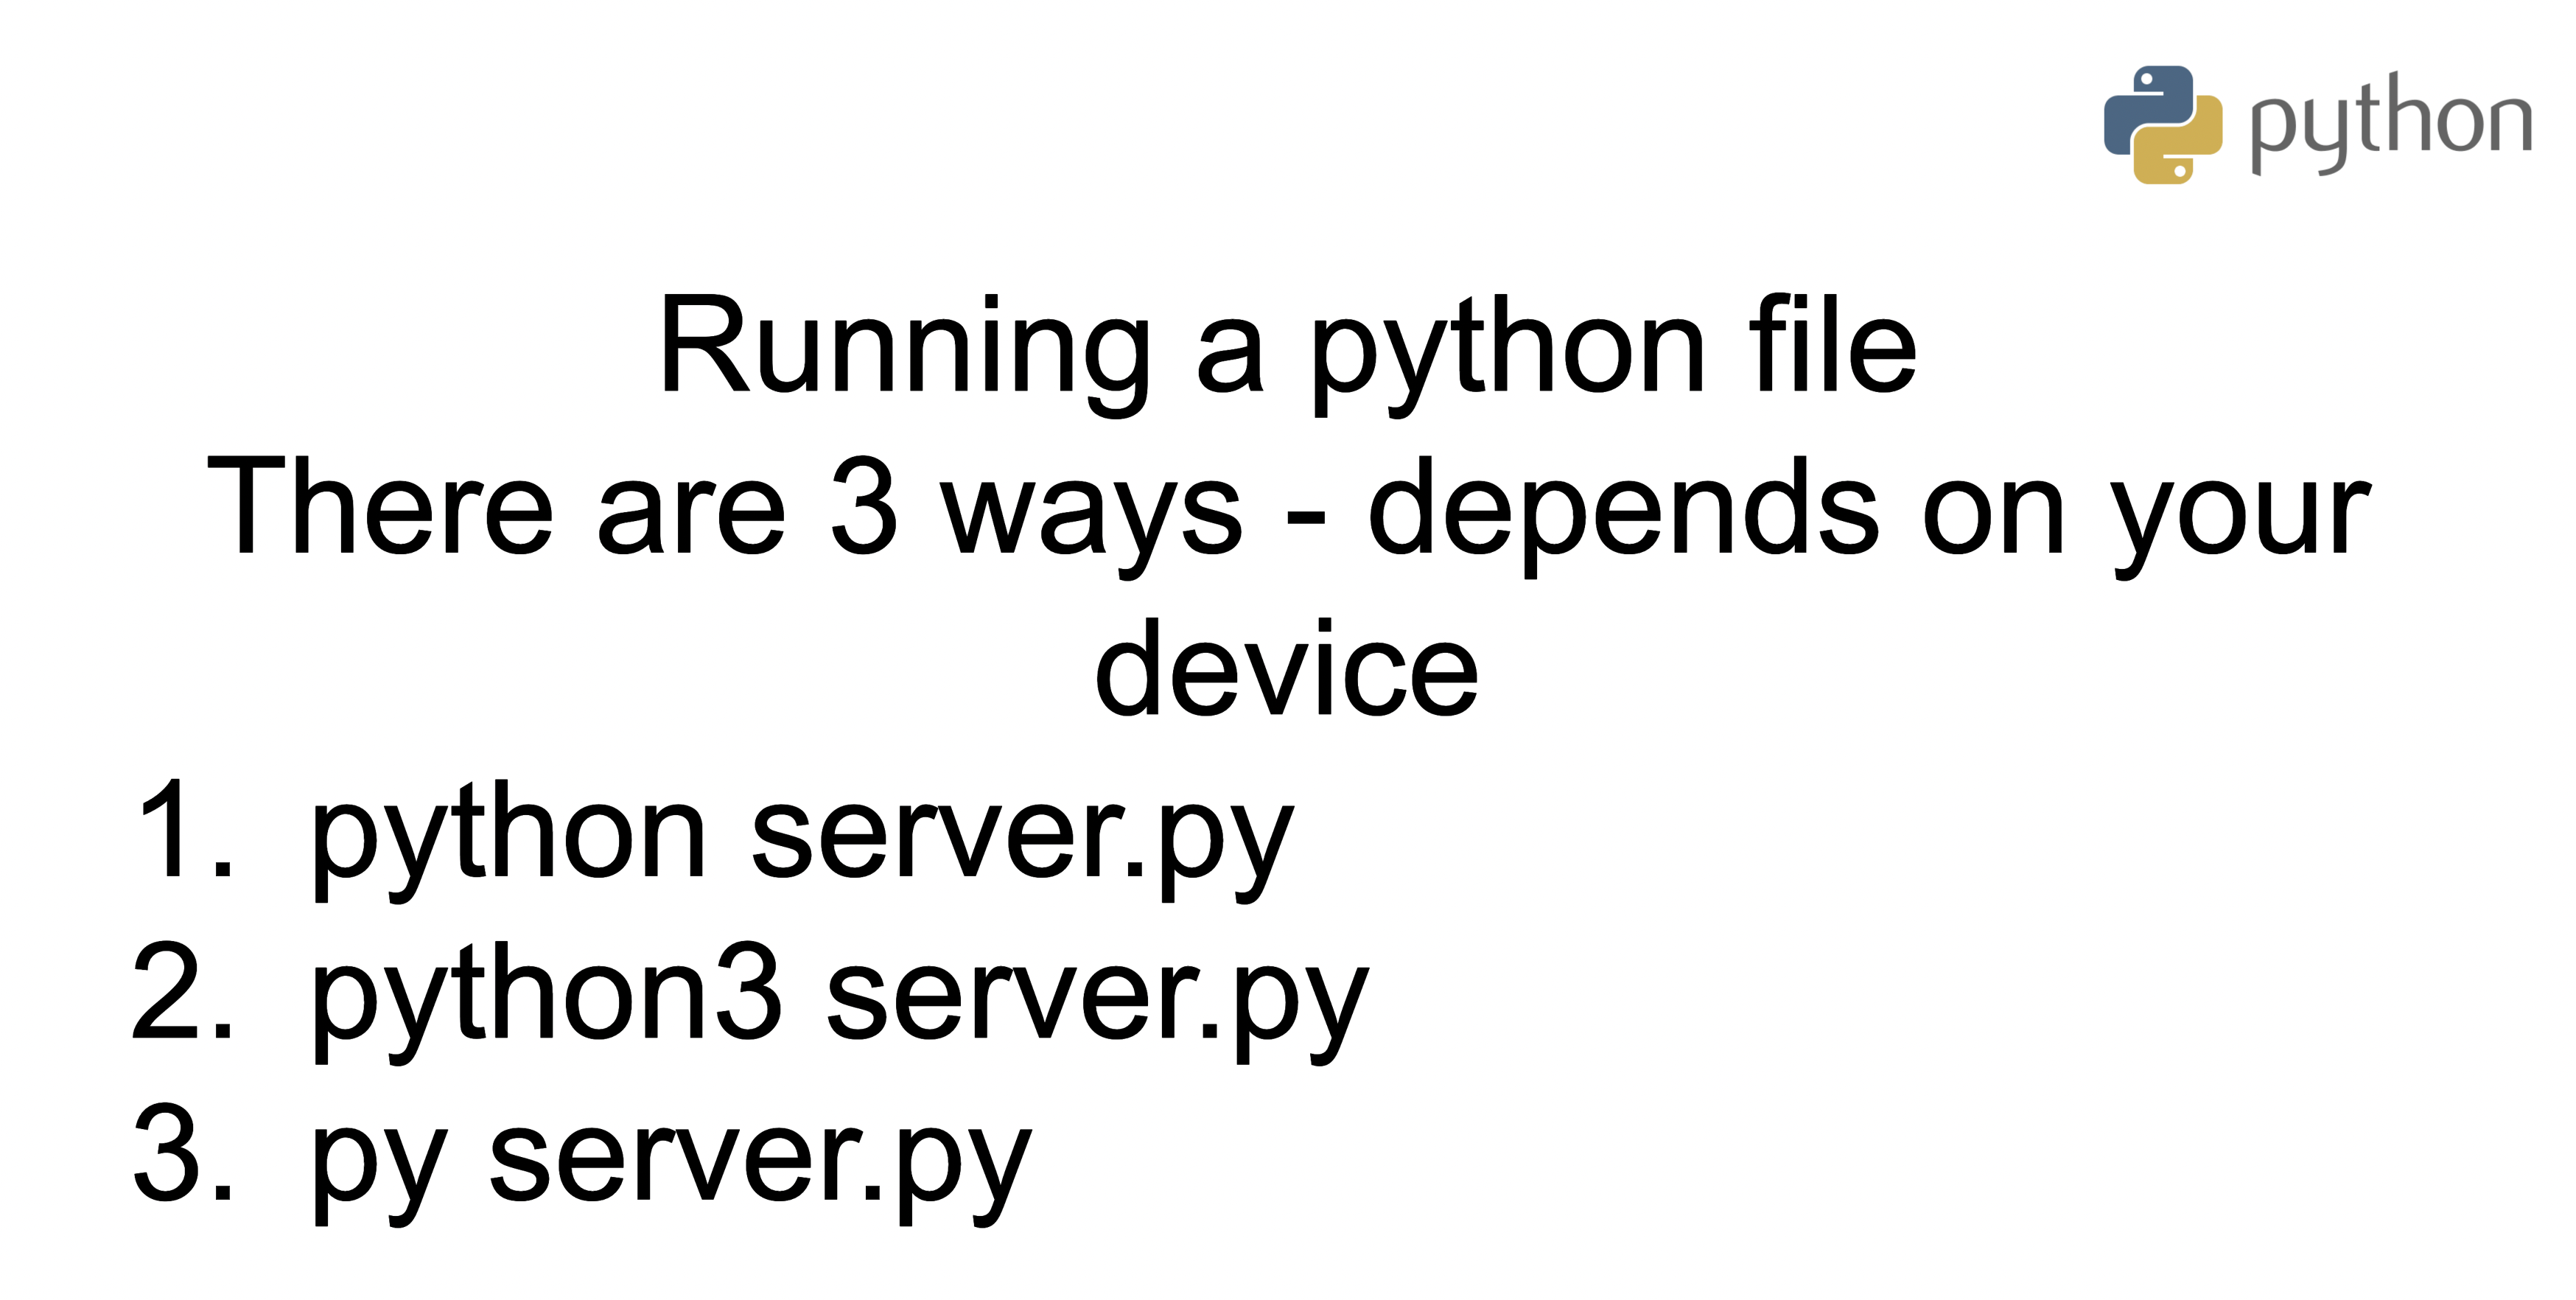 python
Running a python file
There are 3 ways - depends on your
device
1. python server.py
2. python3 server.py
3. py server.py